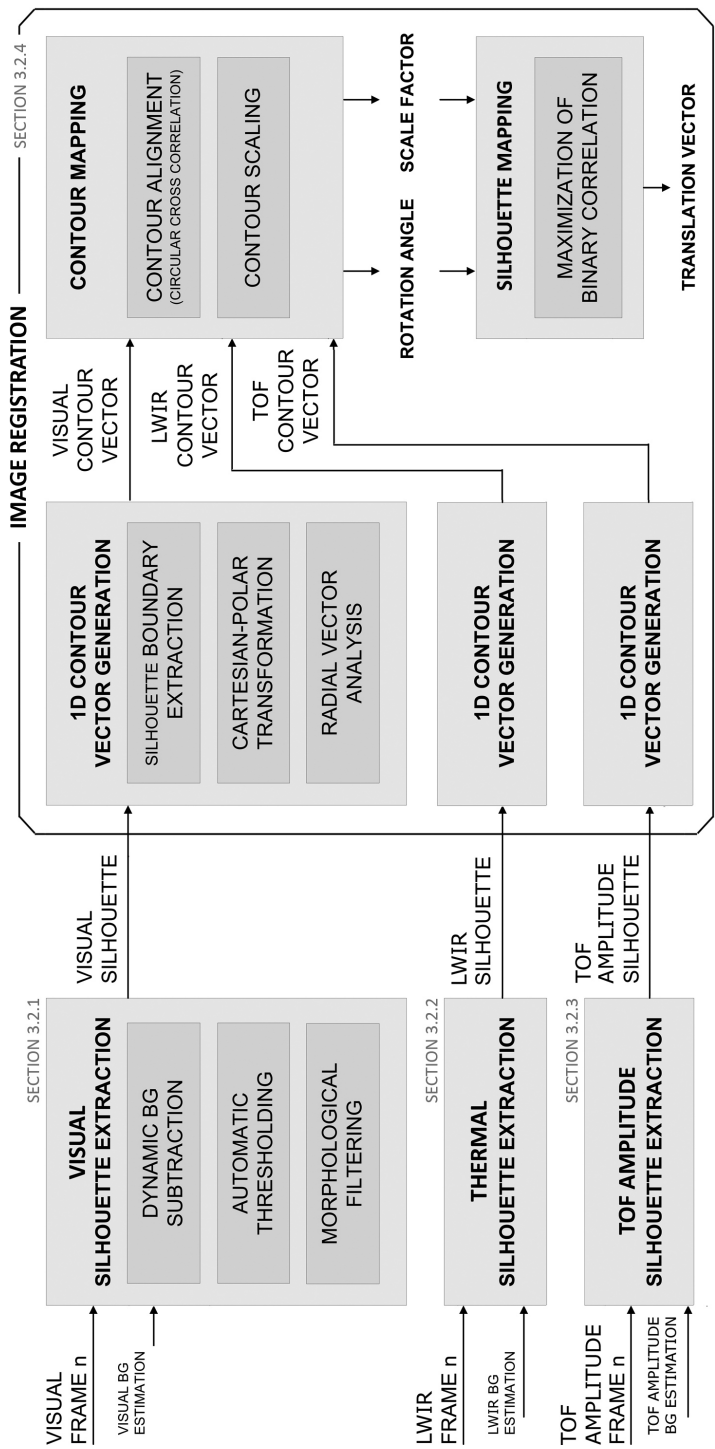 VISUAL
FRAME n
VISUAL BG
ESTIMATION
SECTION 3.2.1
VISUAL
SILHOUETTE EXTRACTION
DYNAMIC BG
SUBTRACTION
AUTOMATIC
THRESHOLDING
MORPHOLOGICAL
FILTERING
VISUAL
SILHOUETTE
LWIR
FRAME n
LWIR BG
ESTIMATION
SECTION 3.2.2
THERMAL
SILHOUETTE EXTRACTION
LWIR
SILHOUETTE
TOF
AMPLITUDE
FRAME n
TOF AMPLITUDE
BG ESTIMATION
SECTION 3.2.3
TOF AMPLITUDE
SILHOUETTE EXTRACTION
TOF
AMPLITUDE
SILHOUETTE
IMAGE REGISTRATION
SECTION 3.2.4
1D CONTOUR
VECTOR GENERATION
SILHOUETTE BOUNDARY
EXTRACTION
CARTESIAN-POLAR
TRANSFORMATION
RADIAL VECTOR
ANALYSIS
1D CONTOUR
VECTOR GENERATION
1D CONTOUR
VECTOR GENERATION
VISUAL
CONTOUR
VECTOR
LWIR
CONTOUR
VECTOR
TOF
CONTOUR
VECTOR
CONTOUR MAPPING
CONTOUR ALIGNMENT
(CIRCULAR CROSS CORRELATION)
CONTOUR SCALING
ROTATION ANGLE
SCALE FACTOR
SILHOUETTE MAPPING
MAXIMIZATION OF
BINARY CORRELATION
TRANSLATION VECTOR